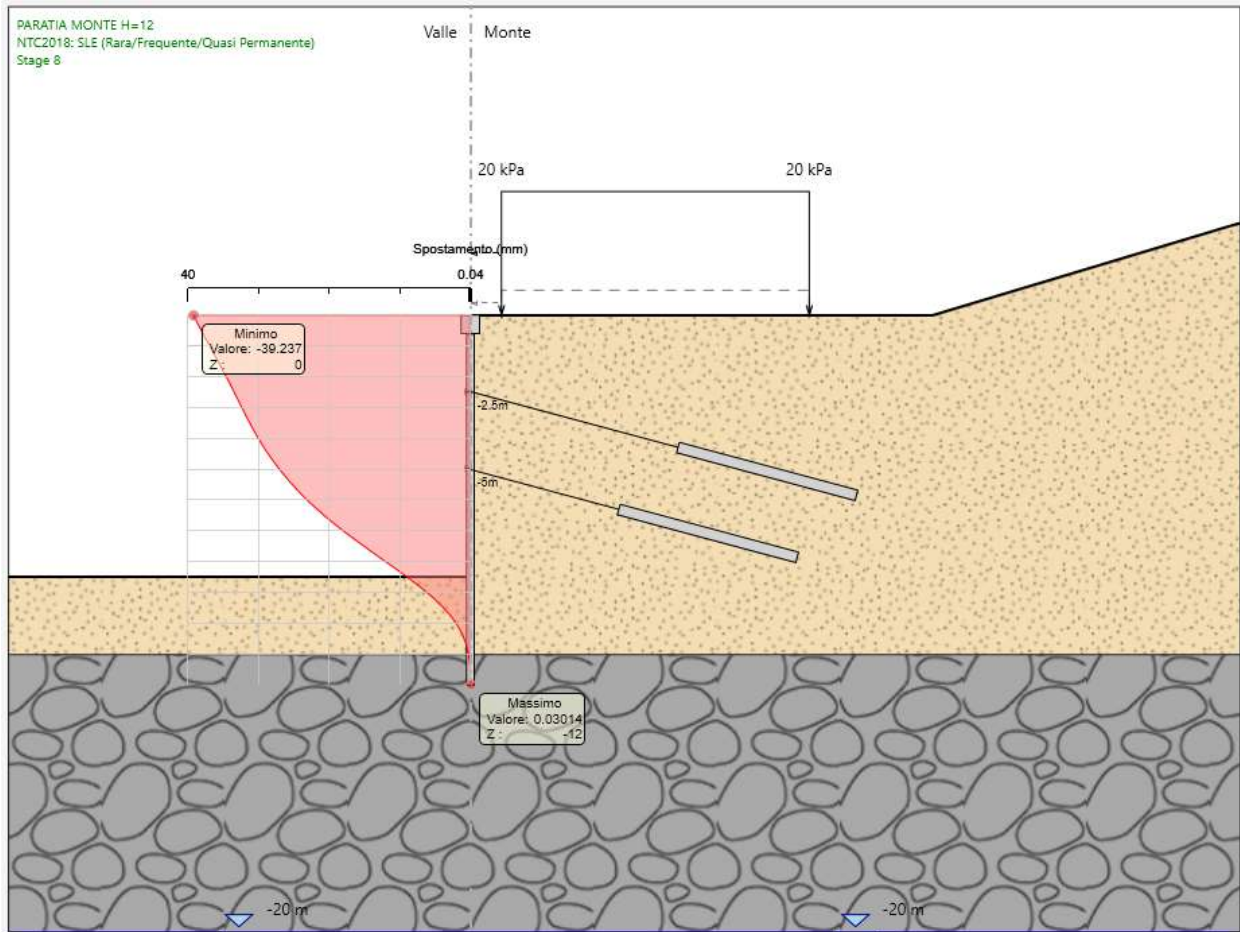 PARATIA MONTE H=12
NTC2018: SLE (Rara/Frequente/Quasi Permanente)
Stage 8
Valle
Monte
20 kPa
20 kPa
Spostamento (mm)
40
0.04
Minimo
Valore: -39.237
Z : 0
-2.5m
-5m
Massimo
Valore: 0.03014
Z : -12
-20 m
-20 m